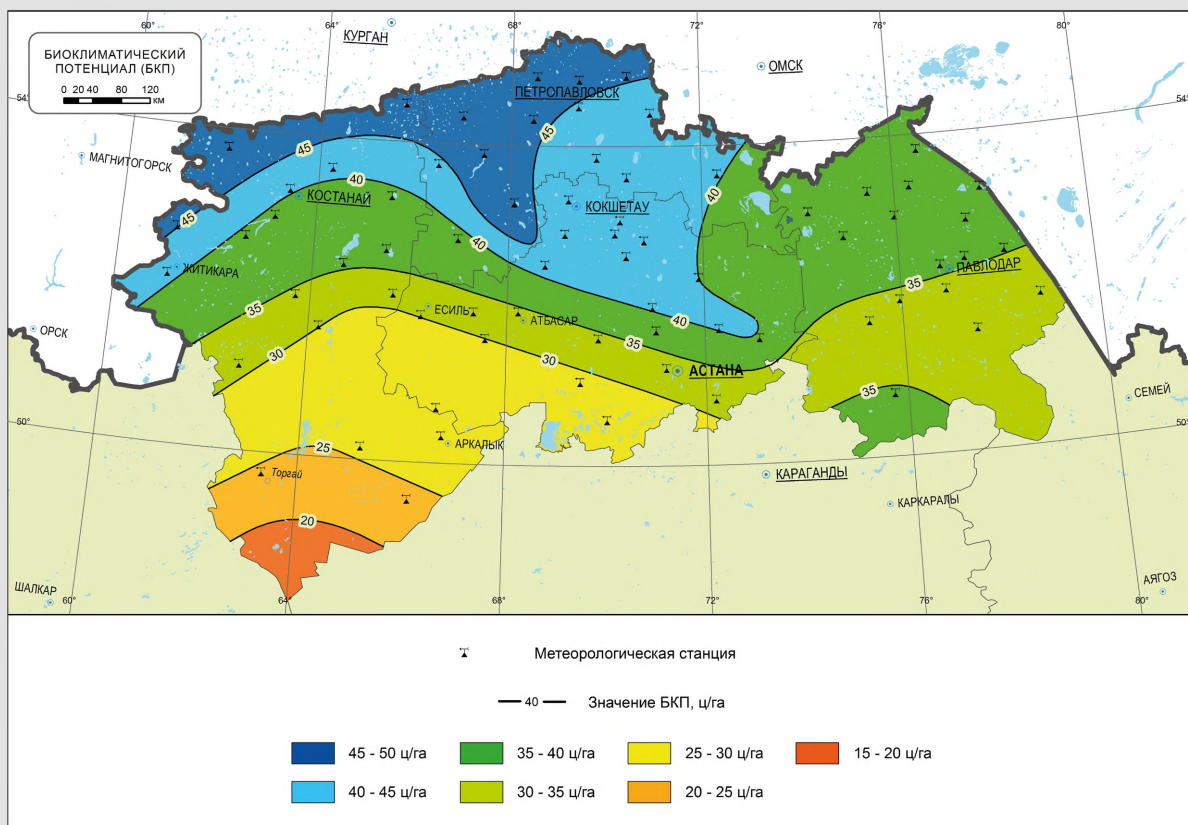 60°
64°
68°
72°
76°
80°
КУРГАН
БИОКЛИМАТИЧЕСКИЙ
ПОТЕНЦИАЛ (БКП)
0 20 40 80 120
км
ОМСК
54°
54°
ПЕТРОПАВЛОВСК
45
45
МАГНИТОГОРСК
40
40
КОСТАНАЙ
КОКШЕТАУ
45
40
ЖИТИКАРА
ПАВЛОДАР
35
35
ЕСИЛЬ
АТБАСАР
40
ОРСК
35
30
30
АСТАНА
35
СЕМЕЙ
50°
50°
25
АРКАЛЫК
Торгай
КАРАГАНДЫ
КАРКАРАЛЫ
20
ШАЛКАР
АЯГОЗ
60°
64°
68°
72°
76°
80°
Метеорологическая станция
40 Значение БКП, ц/га
45 - 50 ц/га 35 - 40 ц/га 25 - 30 ц/га 15 - 20 ц/га
40 - 45 ц/га 30 - 35 ц/га 20 - 25 ц/га